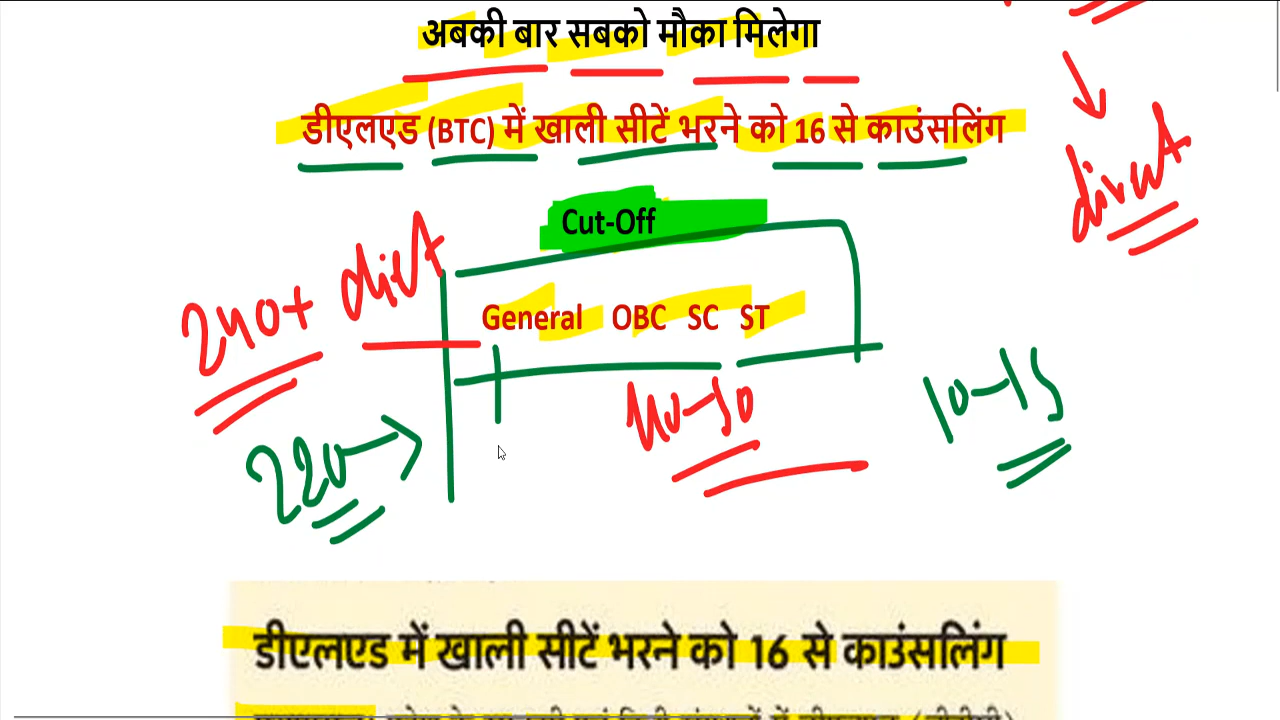 अबकी बार सबको मौका मिलेगा
डीएलएड (BTC) में खाली सीटें भरने को 16 से काउंसलिंग
direct
Cut-Off
240+ diet
General OBC SC ST
220→
40-50
10-15
डीएलएड में खाली सीटें भरने को 16 से काउंसलिंग